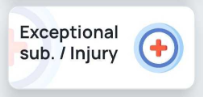 Exceptional
sub. / Injury